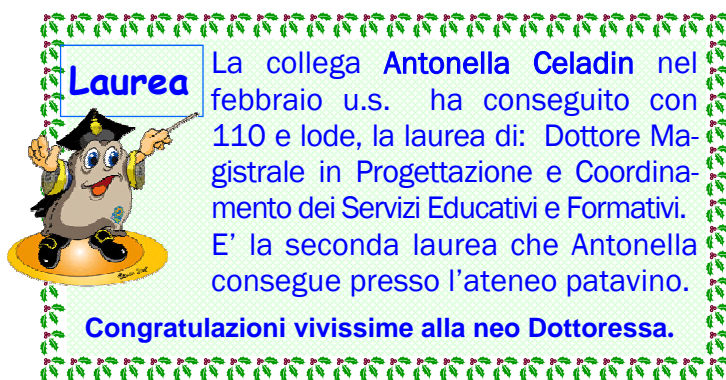 Laurea
La collega Antonella Celadin nel
febbraio u.s. ha conseguito con
110 e lode, la laurea di: Dottore Ma-
gistrale in Progettazione e Coordina-
mento dei Servizi Educativi e Formativi.
E' la seconda laurea che Antonella
consegue presso l'ateneo patavino.
Congratulazioni vivissime alla neo Dottoressa.